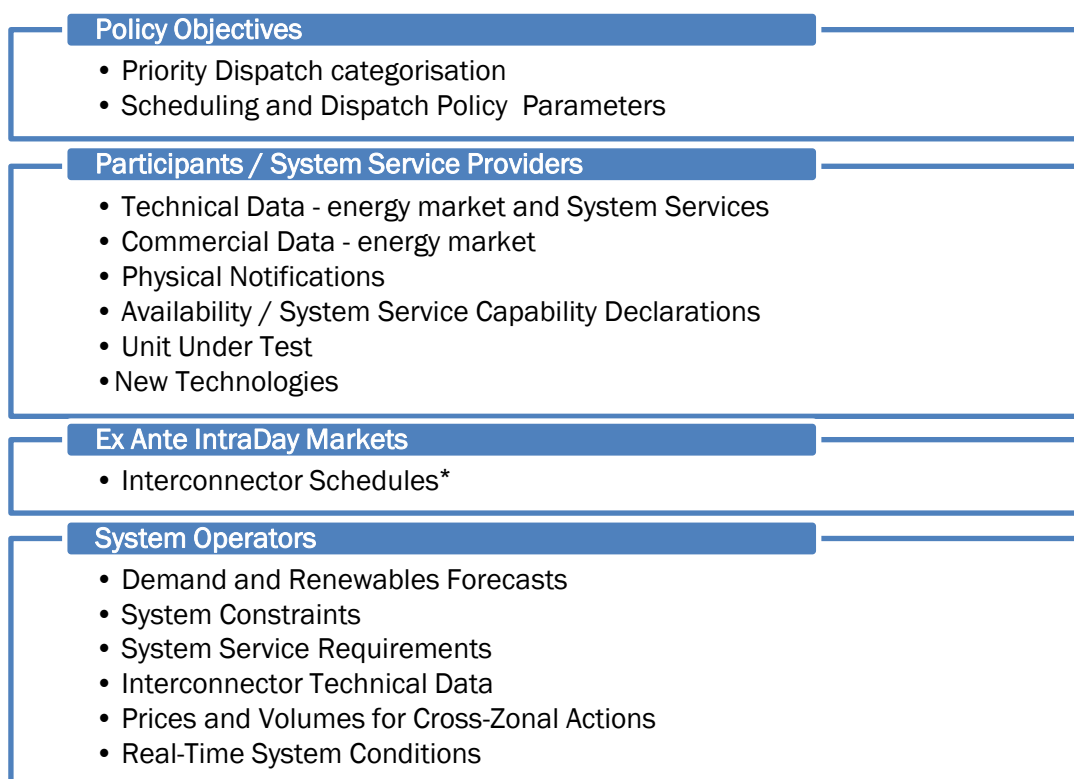 Policy Objectives
• Priority Dispatch categorisation
• Scheduling and Dispatch Policy Parameters
Participants / System Service Providers
• Technical Data - energy market and System Services
• Commercial Data - energy market
• Physical Notifications
• Availability / System Service Capability Declarations
• Unit Under Test
• New Technologies
Ex Ante IntraDay Markets
• Interconnector Schedules*
System Operators
• Demand and Renewables Forecasts
• System Constraints
• System Service Requirements
• Interconnector Technical Data
• Prices and Volumes for Cross-Zonal Actions
• Real-Time System Conditions